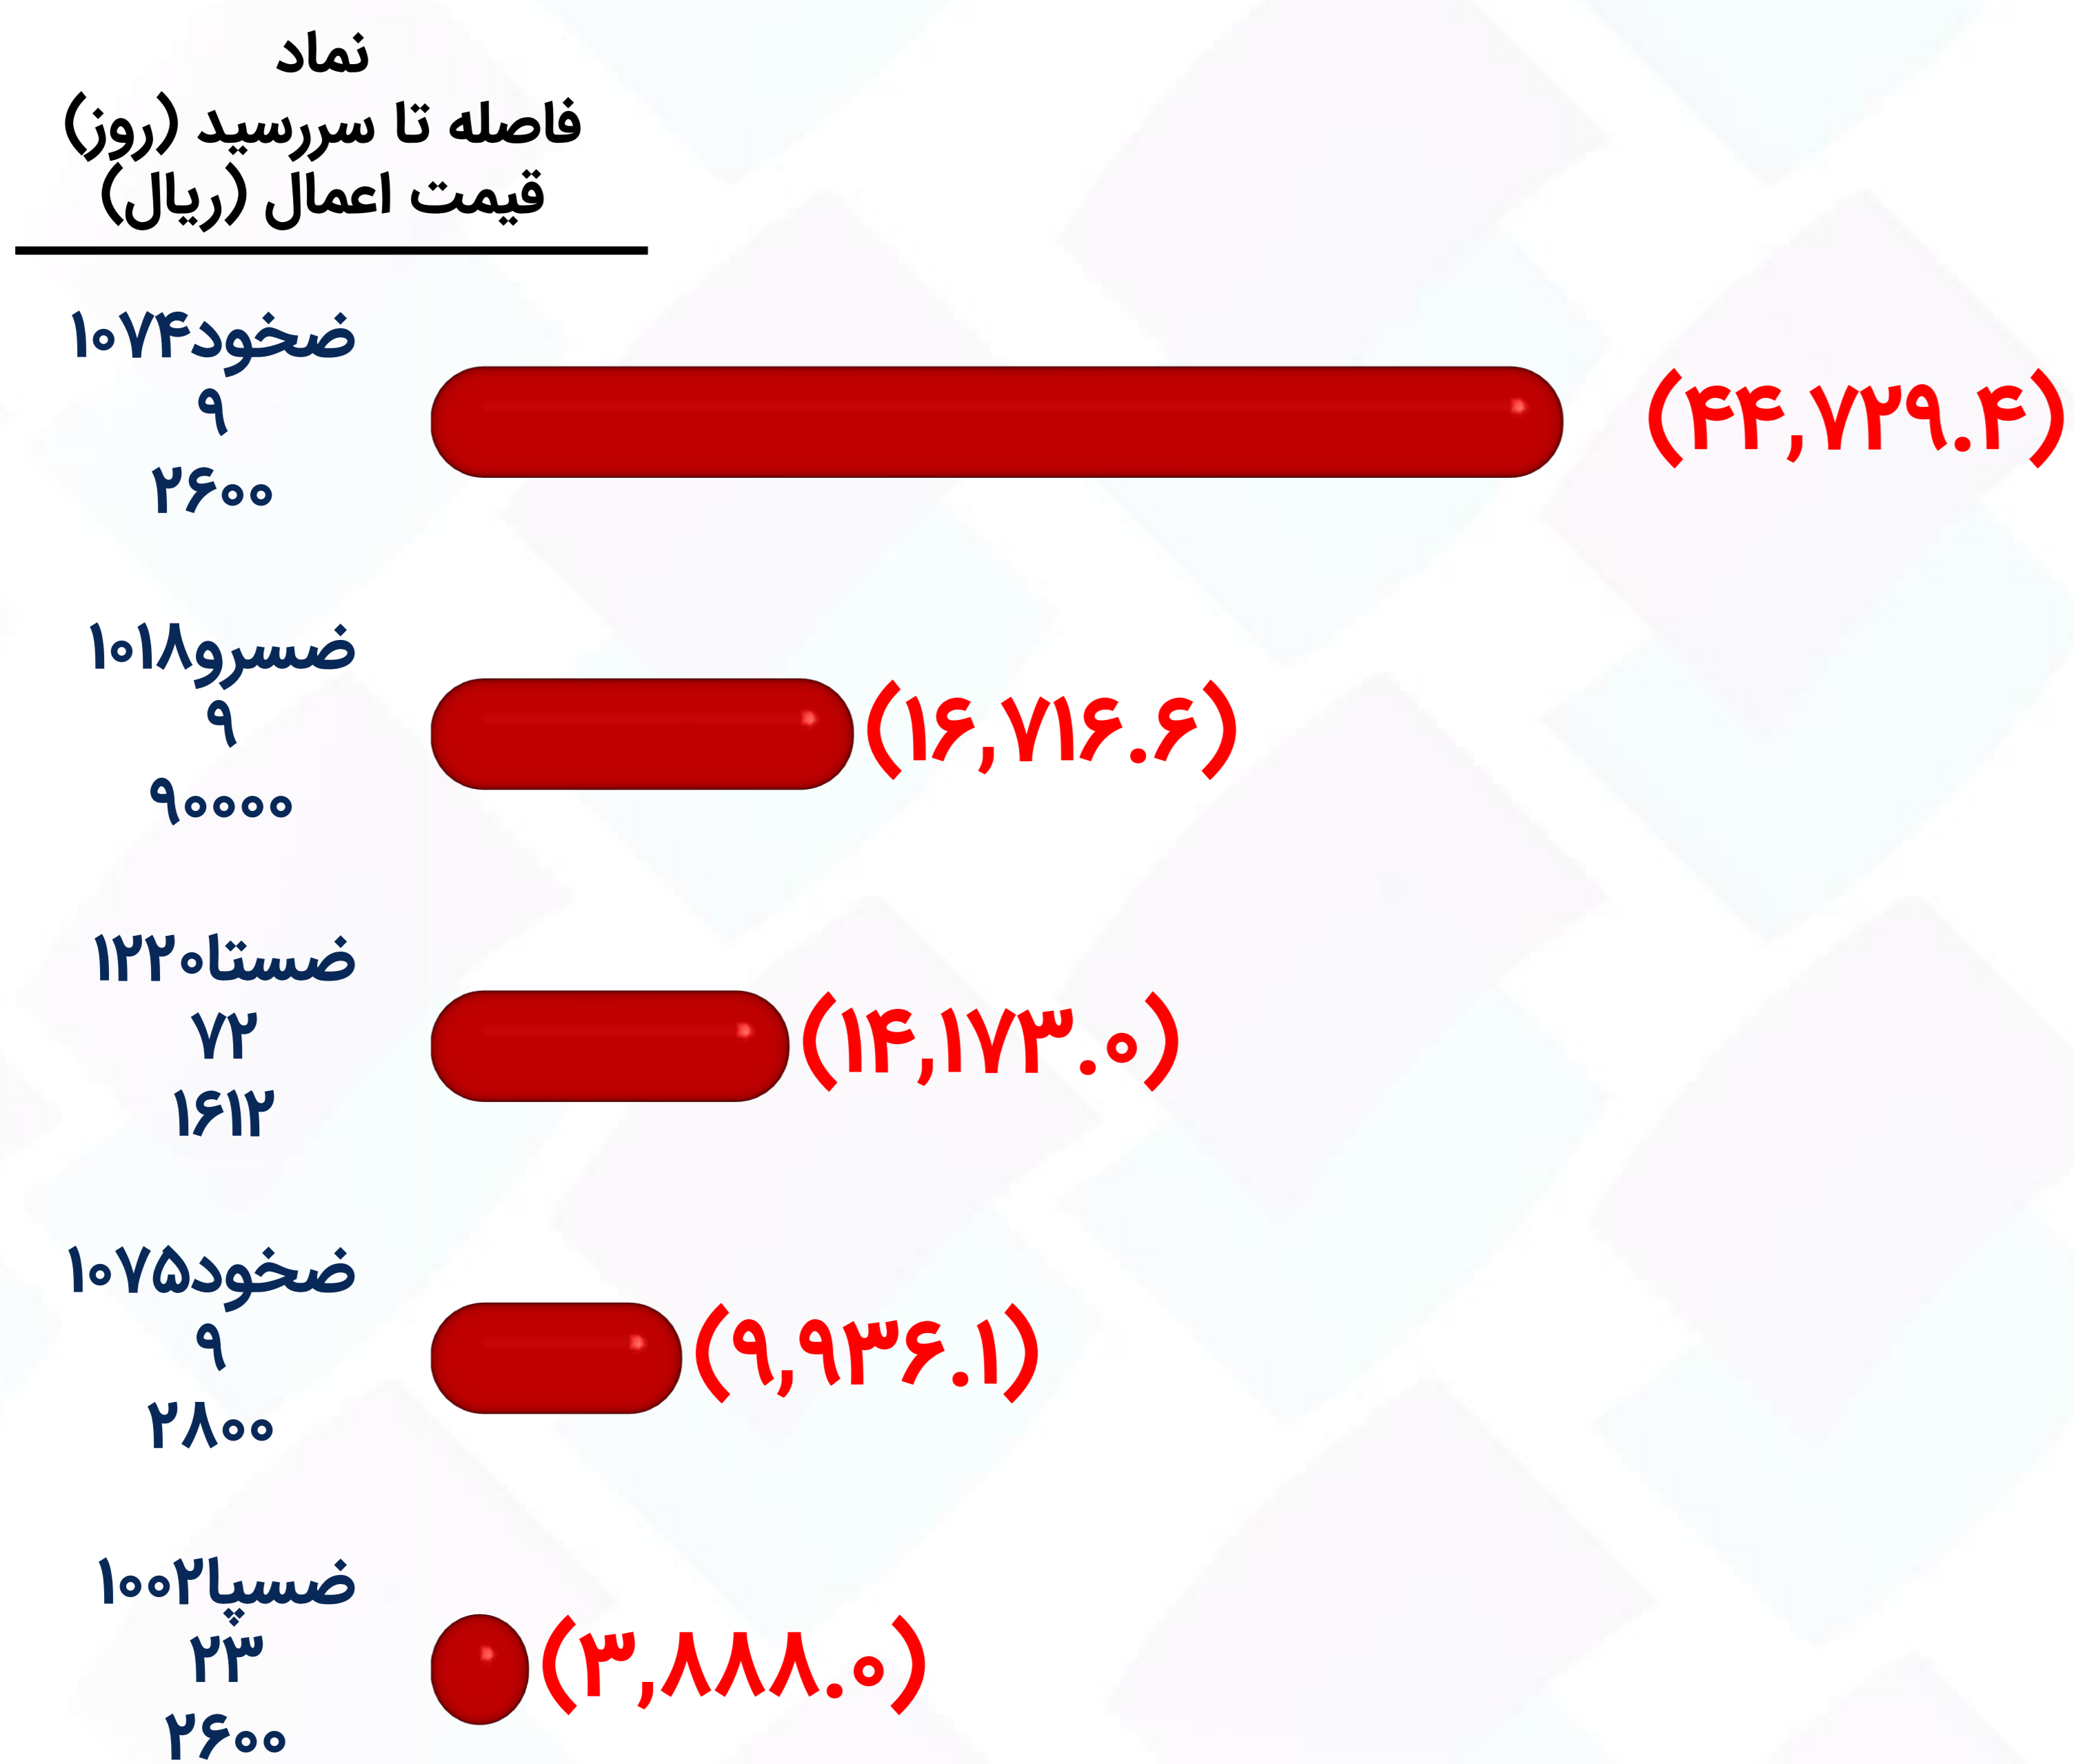 نماد
فاصله تا سررسید (روز)
قیمت اعمال (ریال)
ضخود۱۰۷۴
۹
۲۶۰۰
(۴۴,۷۲۹.۴)
ضسرو۱۰۱۸
۹
۹۰۰۰۰
(۱۶,۷۱۶.۶)
ضستا۱۲۲۰
۷۲
۱۶۱۲
(۱۴,۱۷۳.۰)
ضخود۱۰۷۵
۹
۲۸۰۰
(۹,۹۳۶.۱)
ضسپا۱۰۰۲
۲۳
۲۶۰۰
(۳,۸۸۸.۰)